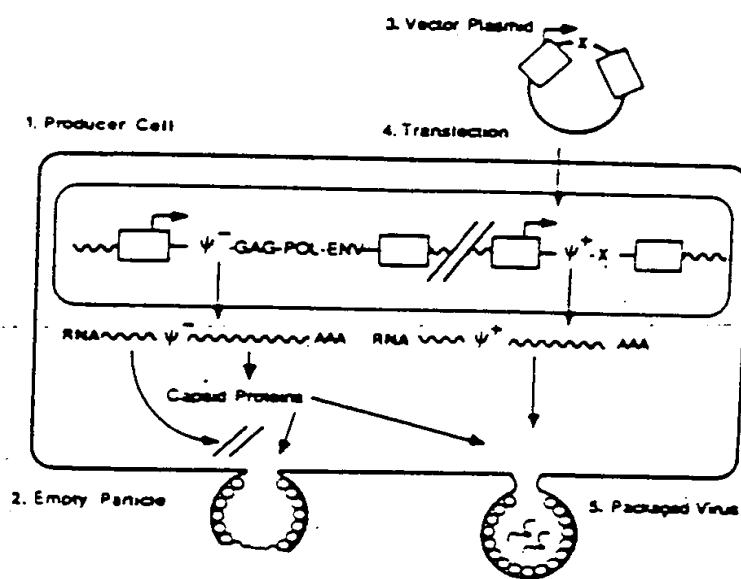 3. Vector Plasmid
X
1. Producer Cell
4. Transfection
Ψ⁻-GAG-POL-ENV
Ψ⁺-X
RNA Ψ⁻ AAA
RNA Ψ⁺ AAA
Capsid Proteins
2. Empty Particle
5. Packaged Virus